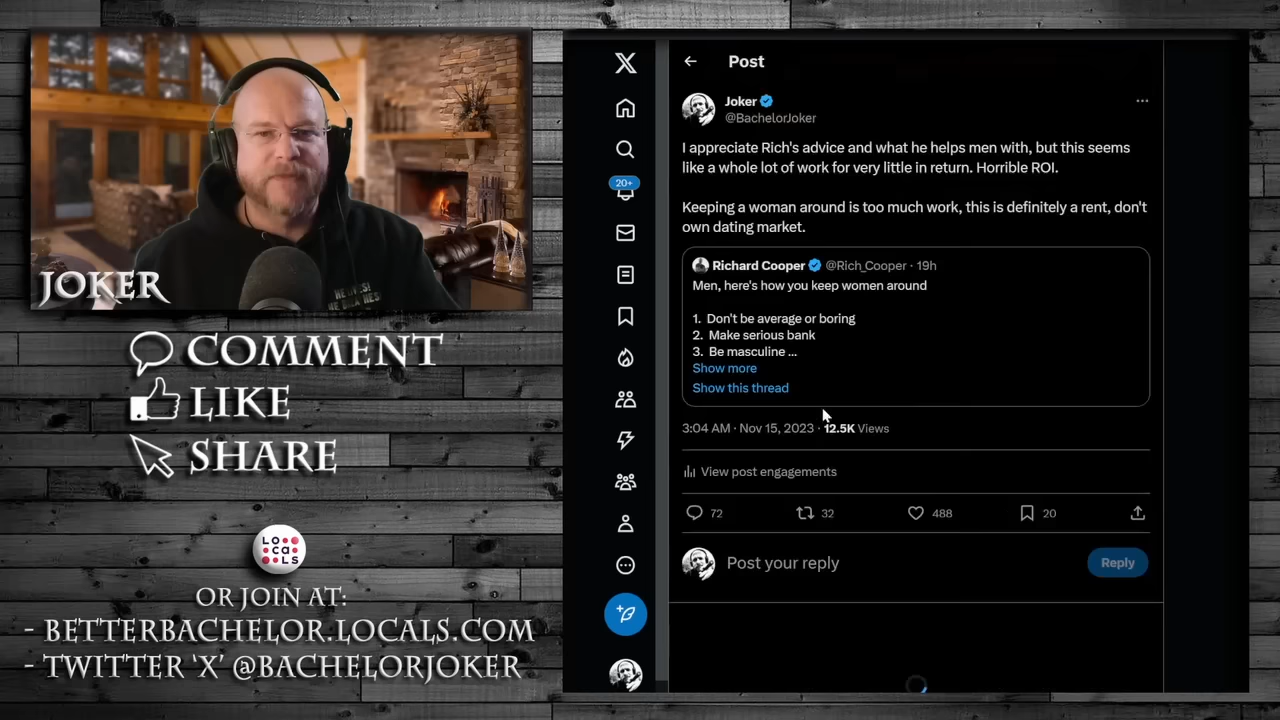 JOKER
COMMENT
LIKE
SHARE
LOCALS
OR JOIN AT:
- BETTERBACHELOR.LOCALS.COM
- TWITTER 'X' @BACHELORJOKER
20+
Post
Joker
@BachelorJoker
I appreciate Rich's advice and what he helps men with, but this seems
like a whole lot of work for very little in return. Horrible ROI.
Keeping a woman around is too much work, this is definitely a rent, don't
own dating market.
Richard Cooper @Rich_Cooper · 19h
Men, here's how you keep women around
1. Don't be average or boring
2. Make serious bank
3. Be masculine ...
Show more
Show this thread
3:04 AM · Nov 15, 2023 · 12.5K Views
View post engagements
72 32 488 20
Post your reply
Reply